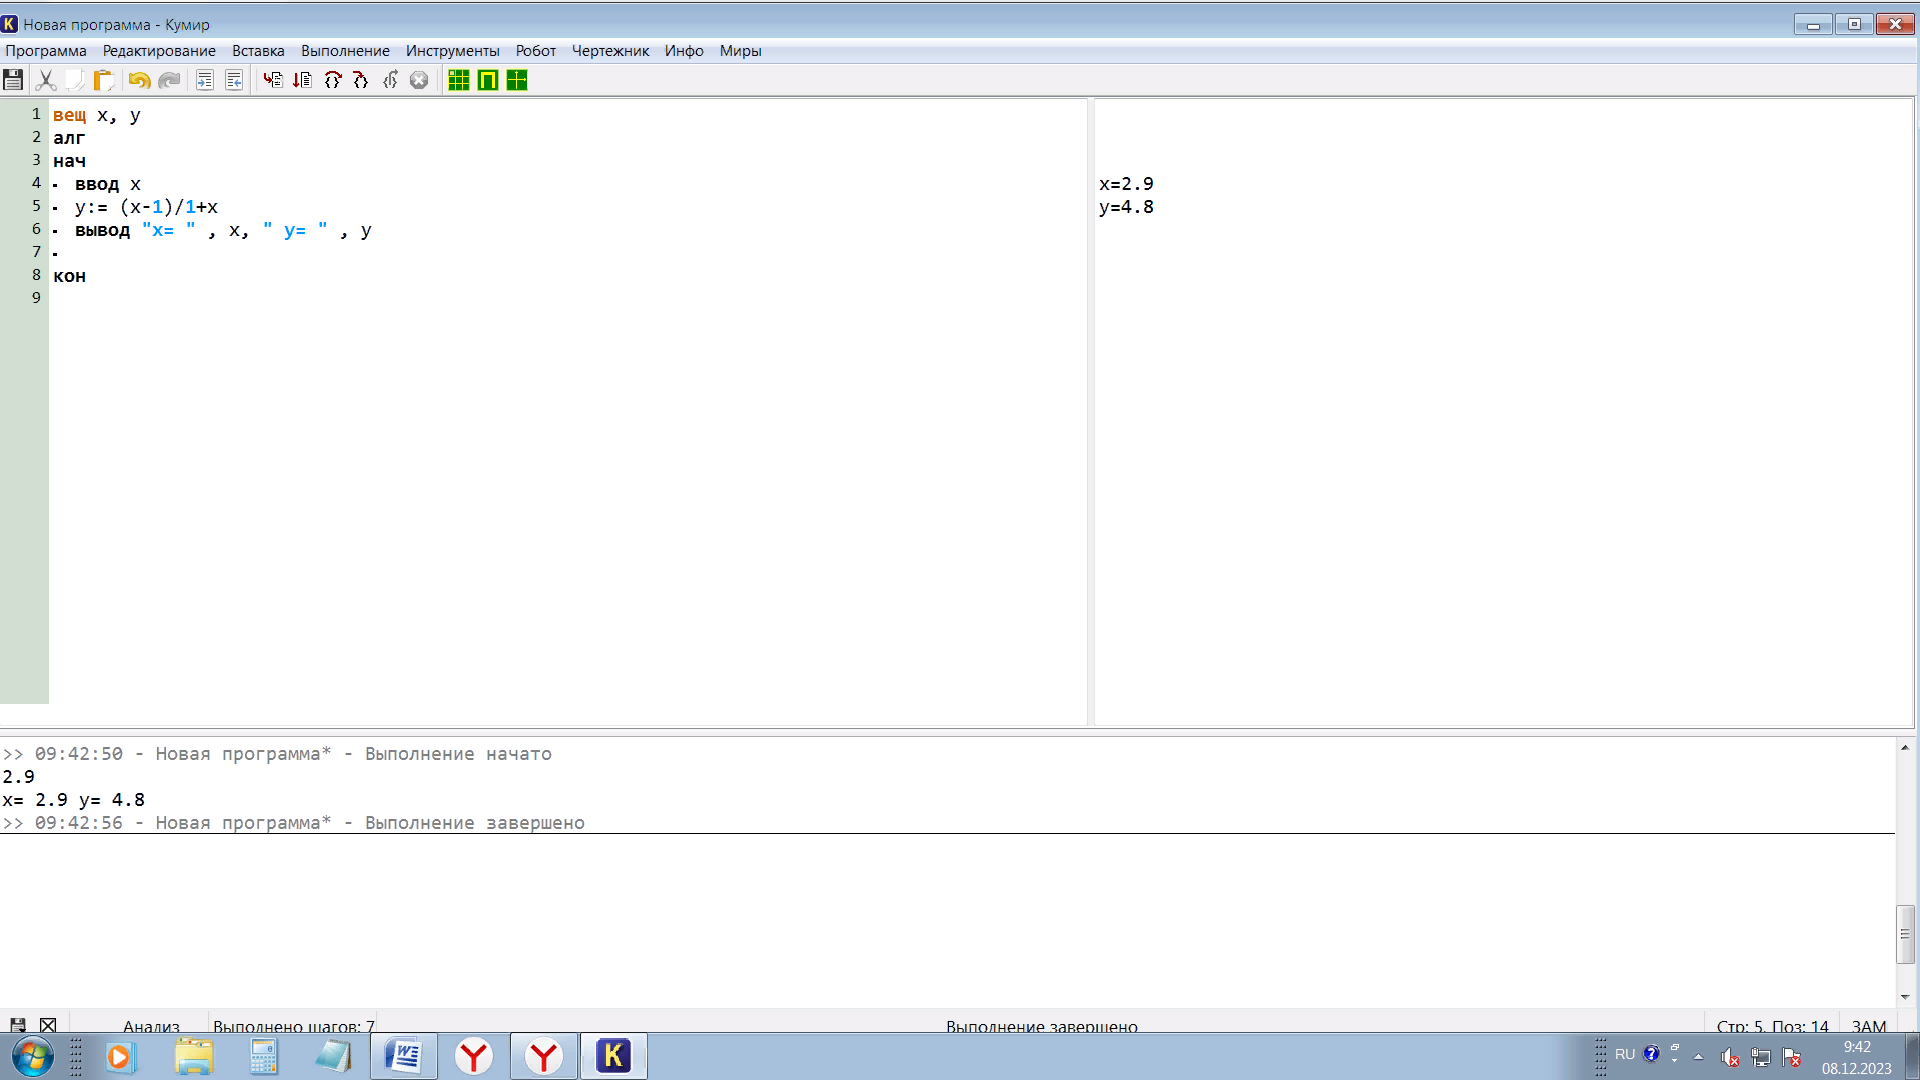 Новая программа - Кумир
Программа Редактирование Вставка Выполнение Инструменты Робот Чертежник Инфо Миры
1 вещ x, y
2 алг
3 нач
4 ввод x
5 y:= (x-1)/1+x
6 вывод "x= " , x, " y= " , y
7
8 кон
9
x=2.9
y=4.8
>> 09:42:50 - Новая программа* - Выполнение начато
2.9
x= 2.9 y= 4.8
>> 09:42:56 - Новая программа* - Выполнение завершено
Анализ Выполнено шагов: 7 Выполнение завершено Стр: 5, Поз: 14 ЗАМ
RU 9:42
08.12.2023